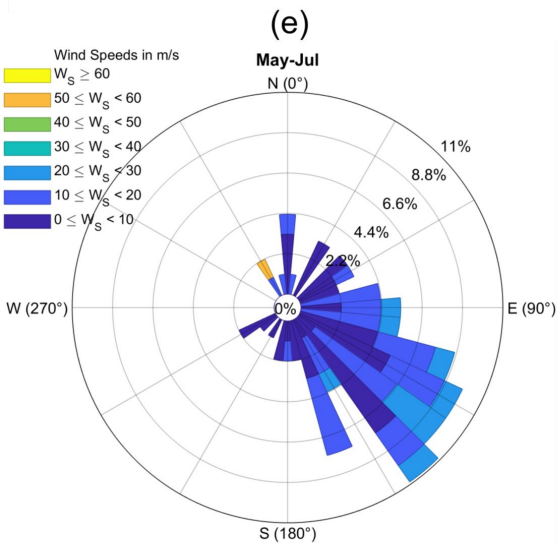 (e)
May-Jul
Wind Speeds in m/s
W_S ≥ 60
50 ≤ W_S < 60
40 ≤ W_S < 50
30 ≤ W_S < 40
20 ≤ W_S < 30
10 ≤ W_S < 20
0 ≤ W_S < 10
N (0°)
11%
8.8%
6.6%
4.4%
2.2%
0%
W (270°)
E (90°)
S (180°)